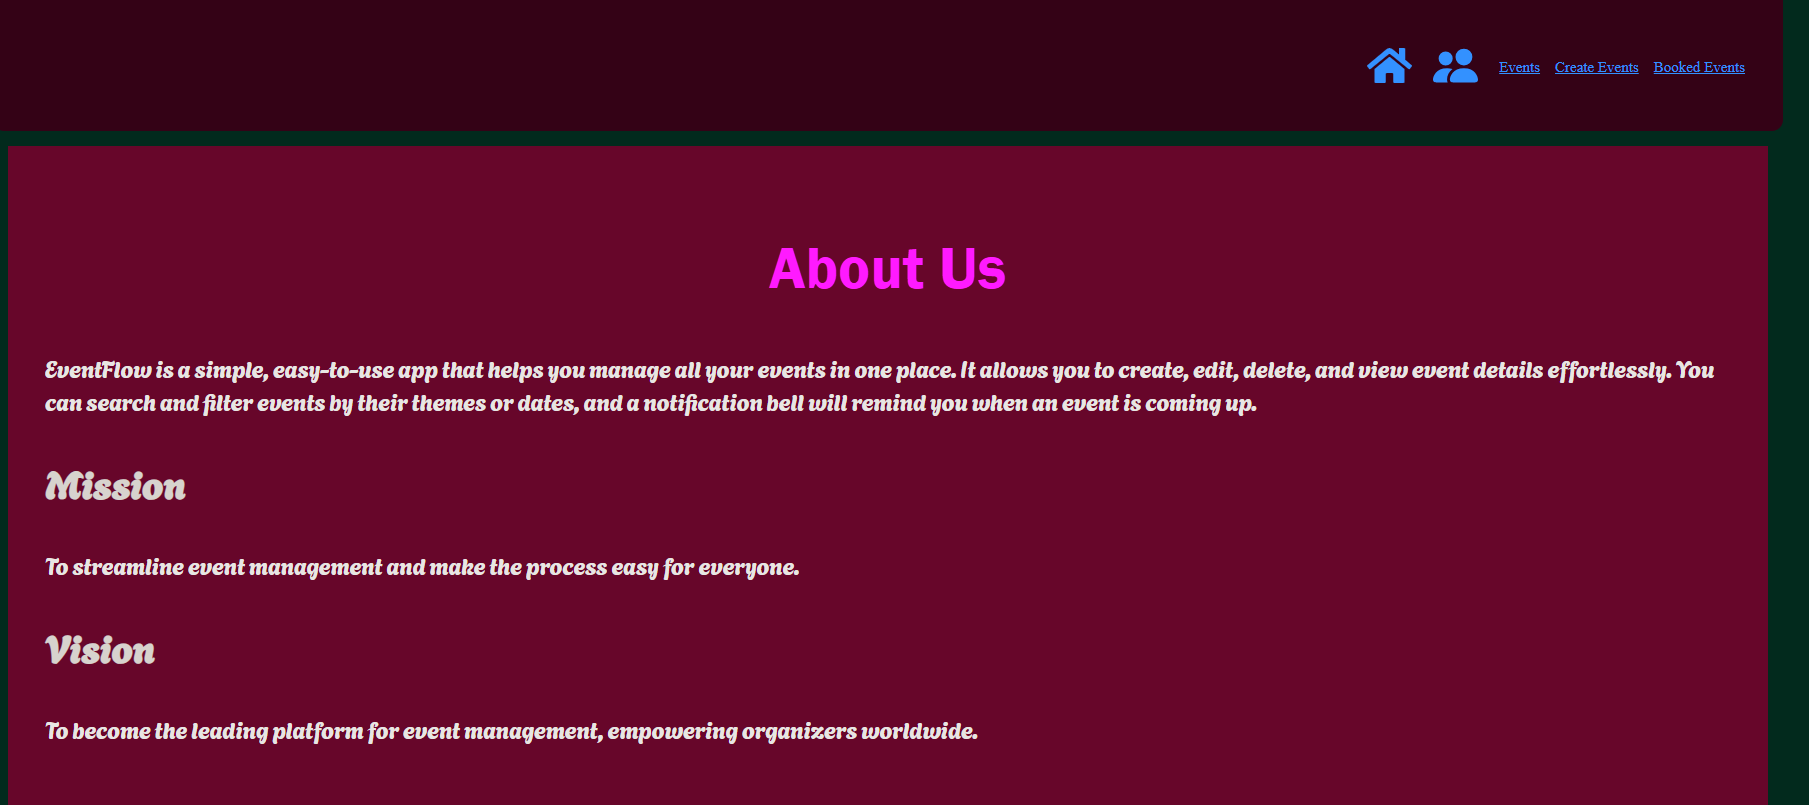 Events Create Events Booked Events
About Us
EventFlow is a simple, easy-to-use app that helps you manage all your events in one place. It allows you to create, edit, delete, and view event details effortlessly. You
can search and filter events by their themes or dates, and a notification bell will remind you when an event is coming up.
Mission
To streamline event management and make the process easy for everyone.
Vision
To become the leading platform for event management, empowering organizers worldwide.